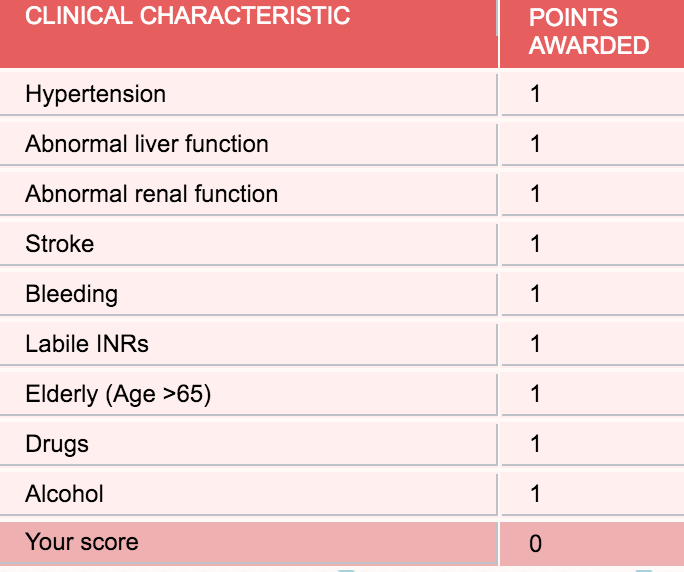 CLINICAL CHARACTERISTIC
POINTS
AWARDED
Hypertension
1
Abnormal liver function
1
Abnormal renal function
1
Stroke
1
Bleeding
1
Labile INRs
1
Elderly (Age >65)
1
Drugs
1
Alcohol
1
Your score
0